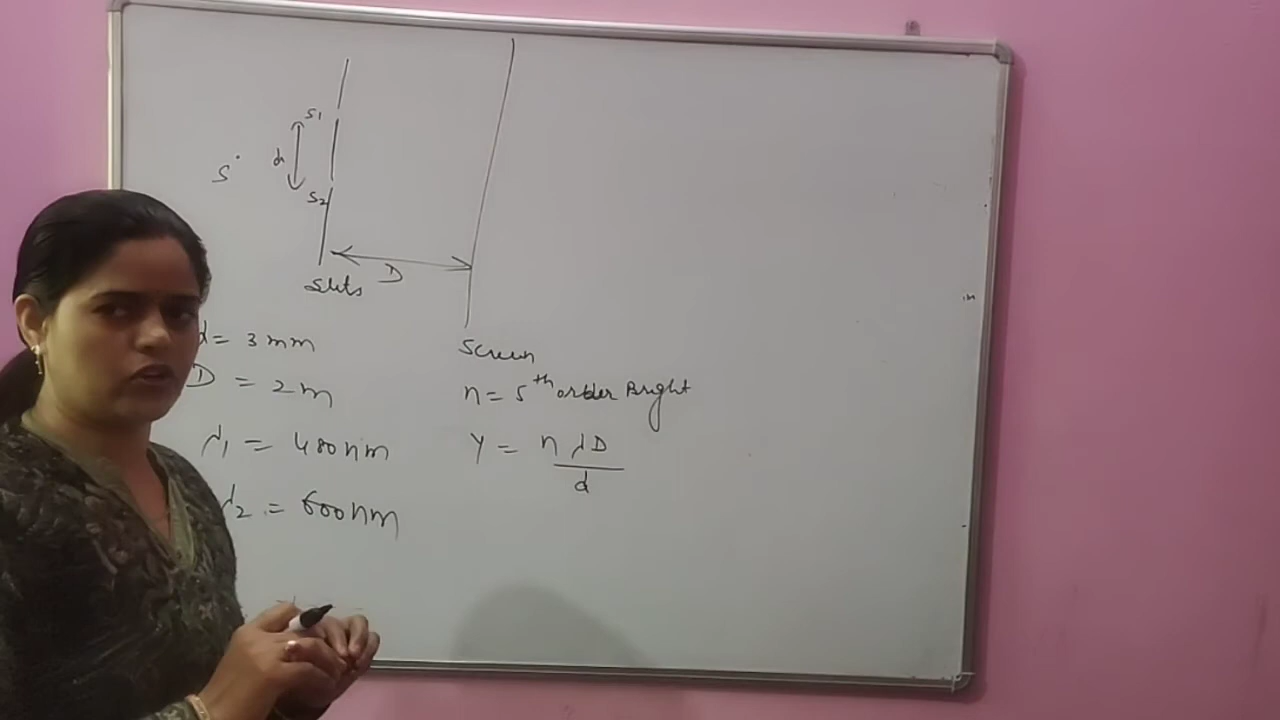 S1
d
S
S2
D
Slits
d = 3 mm
Screen
D = 2 m
n = 5th order Bright
λ1 = 480 nm
Y = nλD
d
λ2 = 600 nm